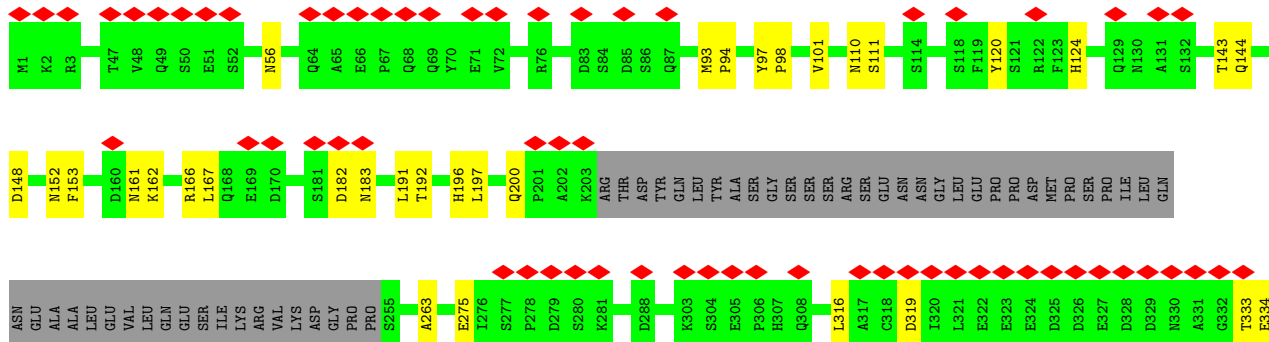 M1 K2 R3 T47 V48 Q49 S50 E51 S52 N56 Q64 A65 E66 P67 Q68 Q69 Y70 E71 V72 R76 D83 S84 D85 S86 Q87 M93 P94 Y97 P98 V101 N110 S111 S114 S118 F119 Y120 S121 R122 F123 H124 Q129 N130 A131 S132 T143 Q144
D148 N152 F153 D160 N161 K162 R166 L167 Q168 E169 D170 S181 D182 N183 L191 T192 H196 L197 Q200 P201 A202 K203 ARG THR ASP TYR GLN LEU TYR ALA SER GLY SER SER SER ARG SER GLU ASN ASN GLY LEU GLU PRO PRO ASP MET PRO SER PRO ILE LEU GLN
ASN GLU ALA ALA LEU GLU VAL LEU GLN GLU SER ILE LYS ARG VAL LYS ASP GLY PRO PRO S255 A263 E275 I276 S277 P278 D279 S280 K281 D288 K303 S304 E305 P306 H307 Q308 L316 A317 C318 D319 I320 L321 E322 E323 E324 D325 D326 E327 D328 D329 N330 A331 G332 T333 E334